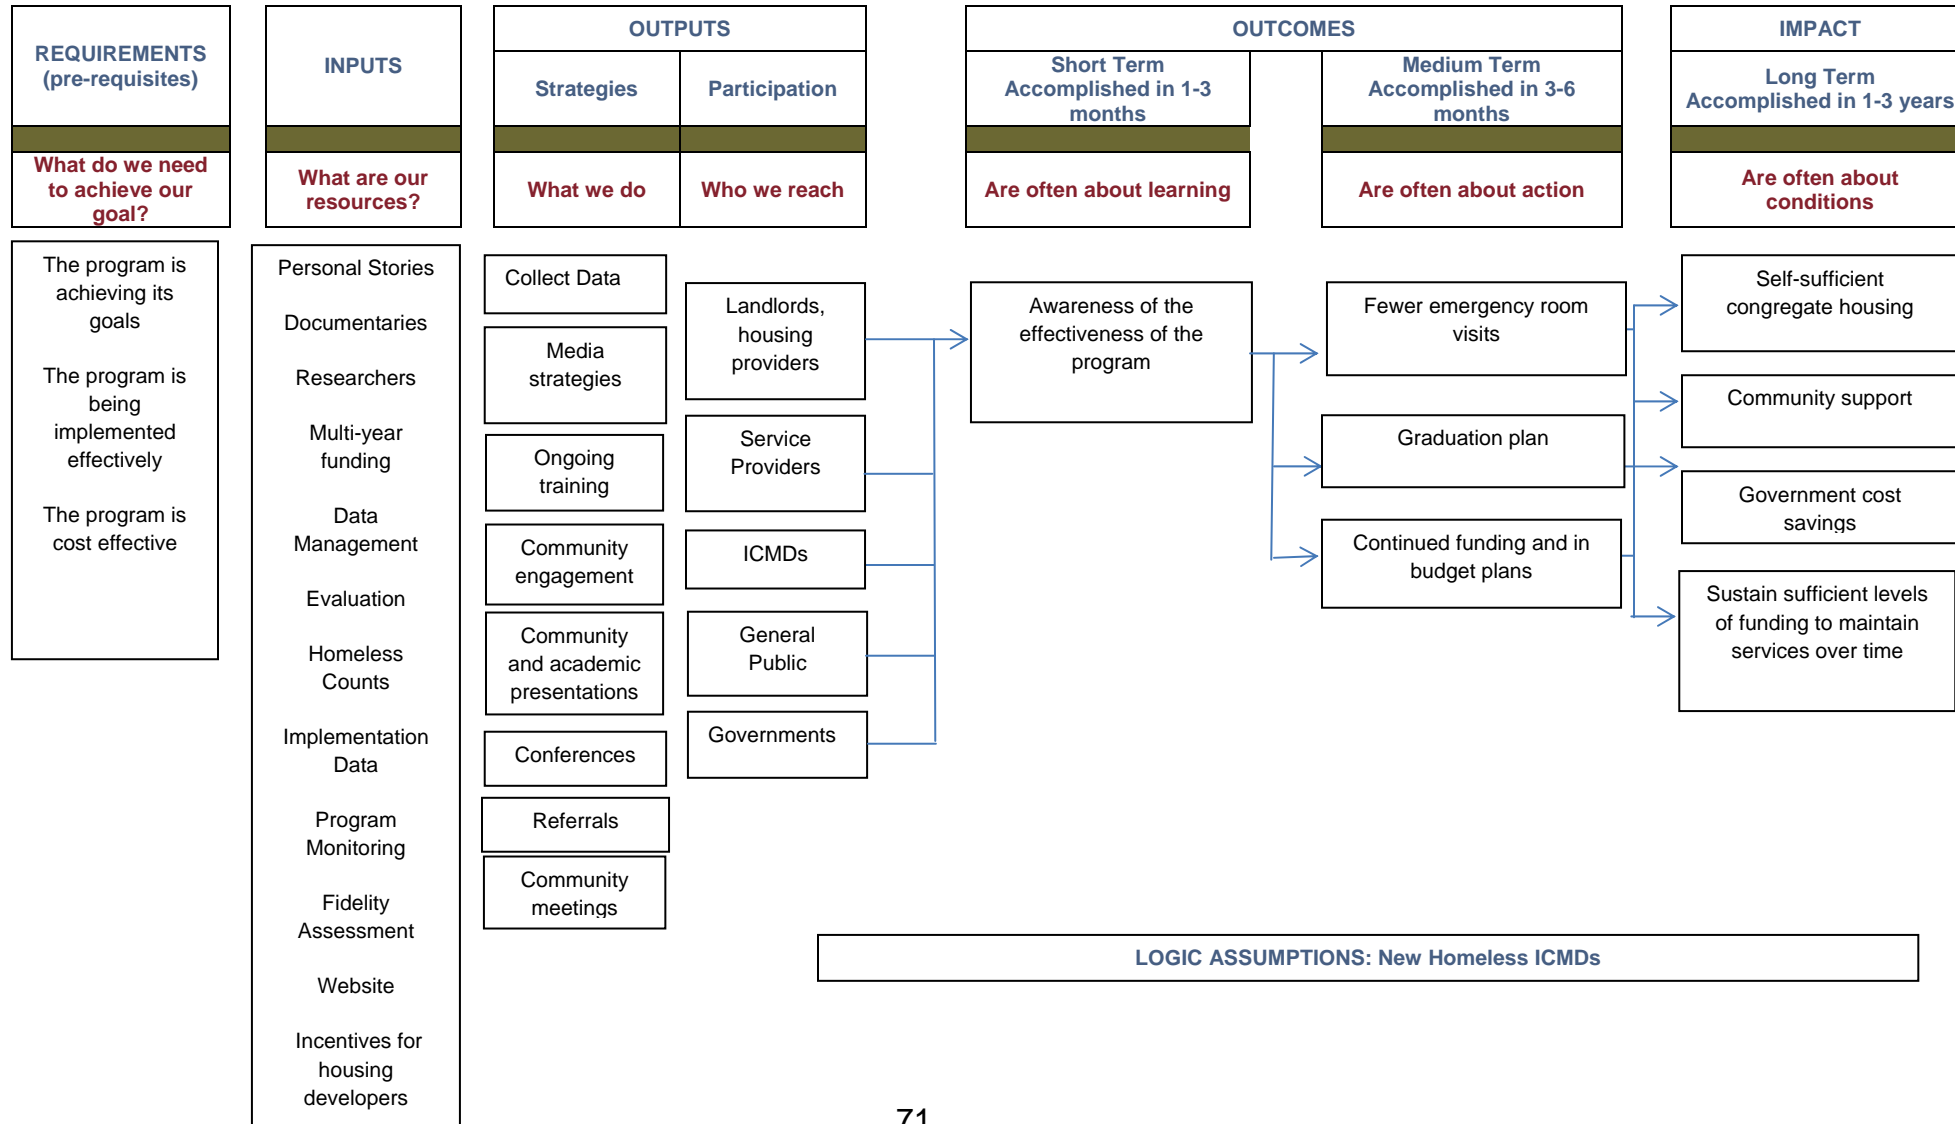 REQUIREMENTS
(pre-requisites)
What do we need
to achieve our
goal?
The program is
achieving its
goals
The program is
being
implemented
effectively
The program is
cost effective
INPUTS
What are our
resources?
Personal Stories
Documentaries
Researchers
Multi-year
funding
Data
Management
Evaluation
Homeless
Counts
Implementation
Data
Program
Monitoring
Fidelity
Assessment
Website
Incentives for
housing
developers
OUTPUTS
Strategies
What we do
Collect Data
Media
strategies
Ongoing
training
Community
engagement
Community
and academic
presentations
Conferences
Referrals
Community
meetings
Participation
Who we reach
Landlords,
housing
providers
Service
Providers
ICMDs
General
Public
Governments
OUTCOMES
Short Term
Accomplished in 1-3
months
Are often about learning
Awareness of the
effectiveness of the
program
Medium Term
Accomplished in 3-6
months
Are often about action
Fewer emergency room
visits
Graduation plan
Continued funding and in
budget plans
IMPACT
Long Term
Accomplished in 1-3 years
Are often about
conditions
Self-sufficient
congregate housing
Community support
Government cost
savings
Sustain sufficient levels
of funding to maintain
services over time
LOGIC ASSUMPTIONS: New Homeless ICMDs
71